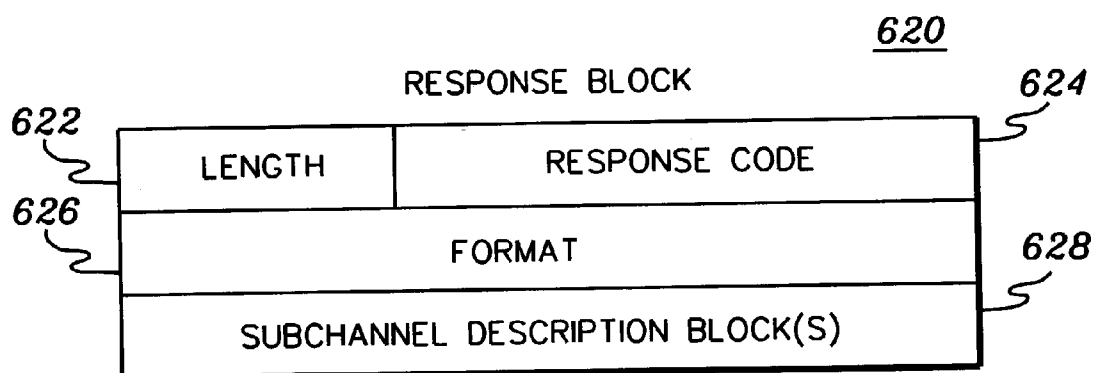 620
RESPONSE BLOCK
622
624
LENGTH RESPONSE CODE
626
FORMAT
628
SUBCHANNEL DESCRIPTION BLOCK(S)